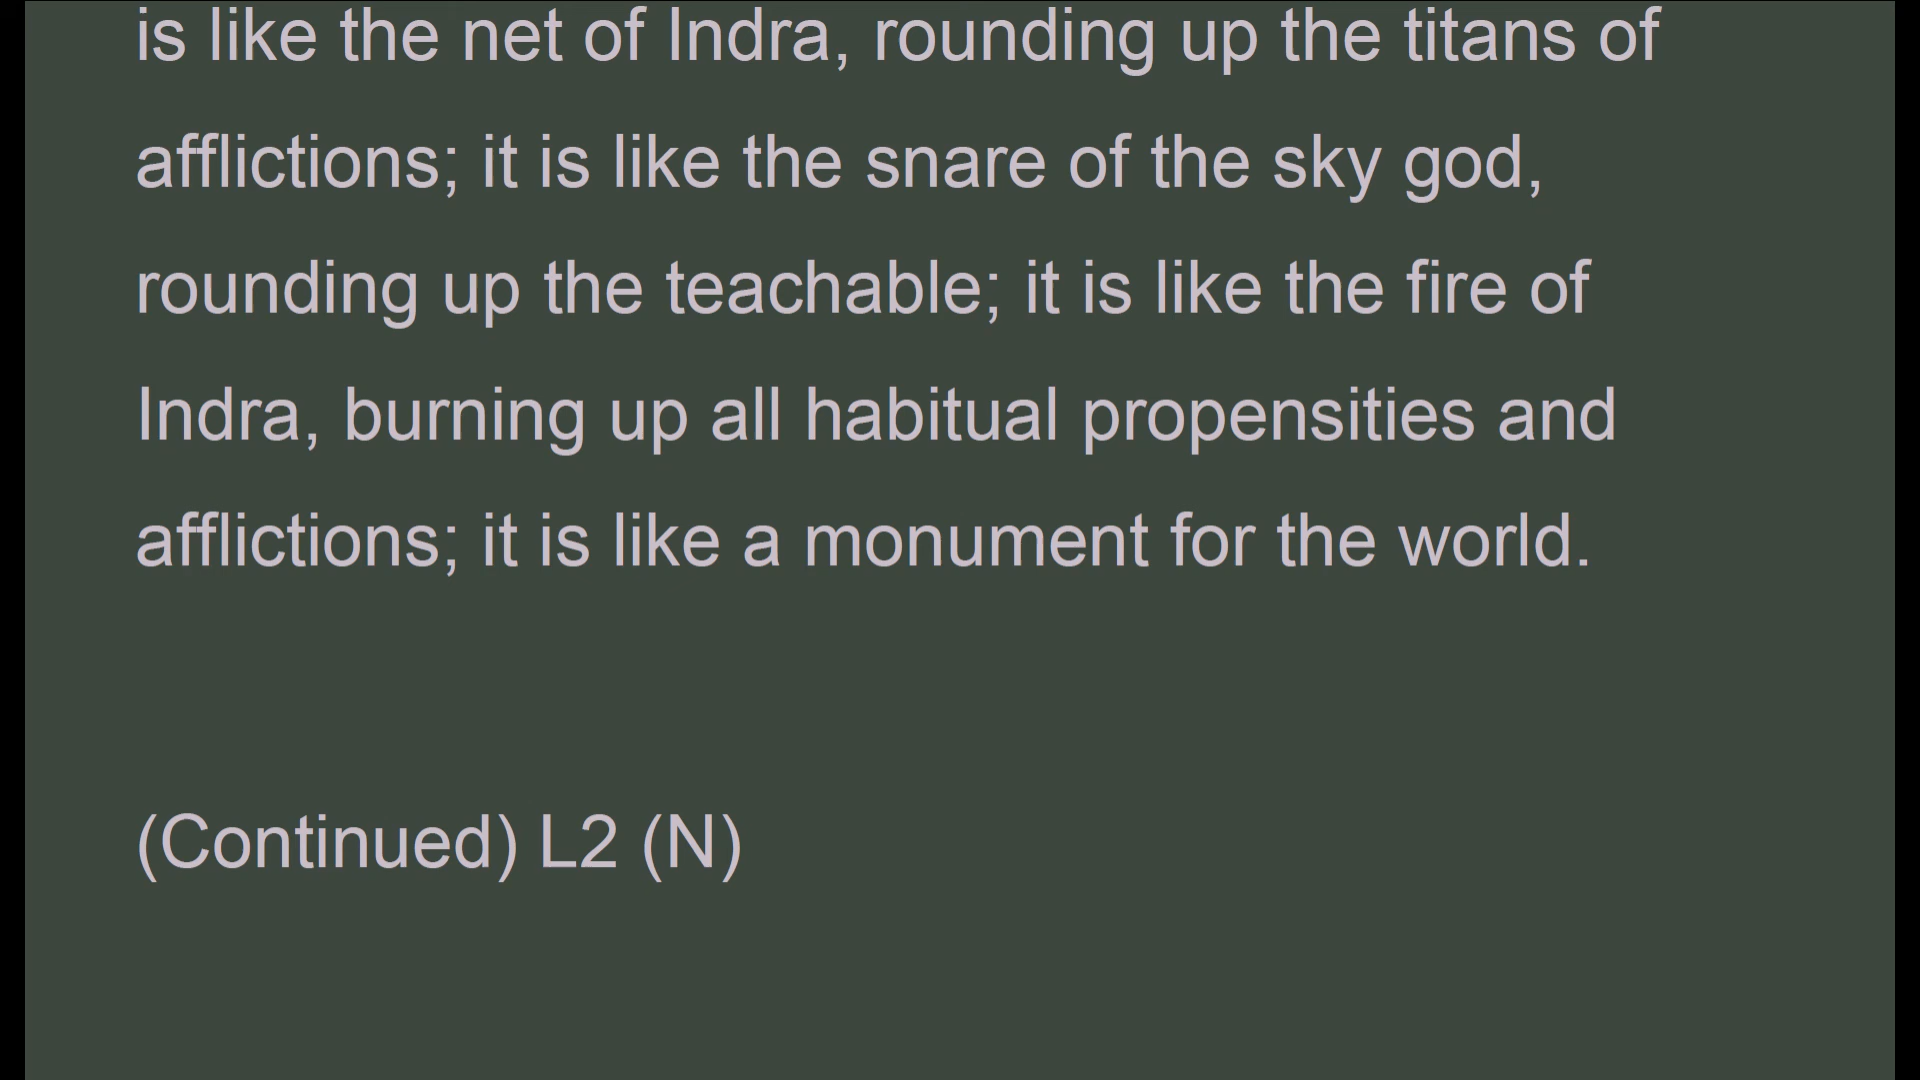 is like the net of Indra, rounding up the titans of
afflictions; it is like the snare of the sky god,
rounding up the teachable; it is like the fire of
Indra, burning up all habitual propensities and
afflictions; it is like a monument for the world.
(Continued) L2 (N)